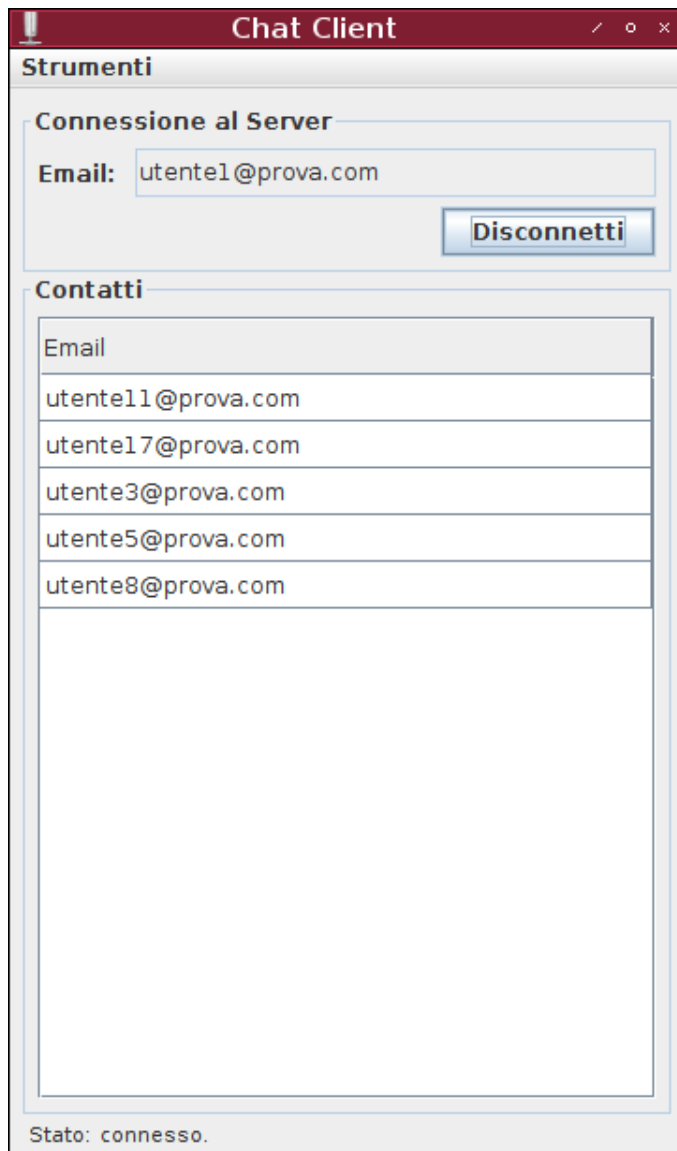 Chat Client
Strumenti
Connessione al Server
Email: utente1@prova.com
Disconnetti
Contatti
Email
utente11@prova.com
utente17@prova.com
utente3@prova.com
utente5@prova.com
utente8@prova.com
Stato: connesso.